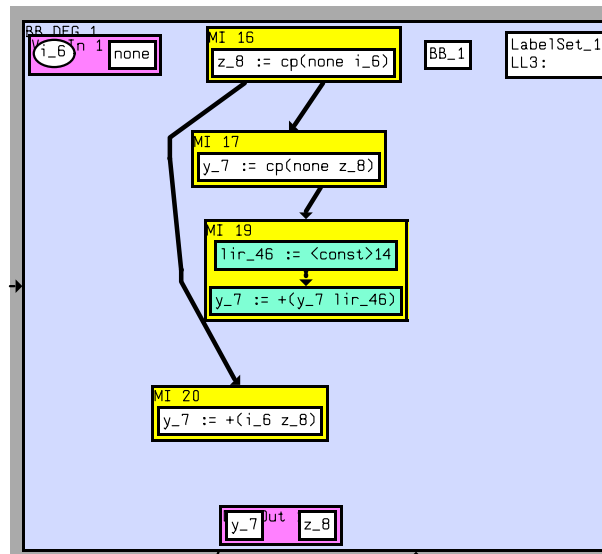 BB_DEG_1
i_6
none
MI 16
z_8 := cp(none i_6)
BB_1
LabelSet_1
LL3:
MI 17
y_7 := cp(none z_8)
MI 19
lir_46 := <const>14
y_7 := +(y_7 lir_46)
MI 20
y_7 := +(i_6 z_8)
y_7
z_8